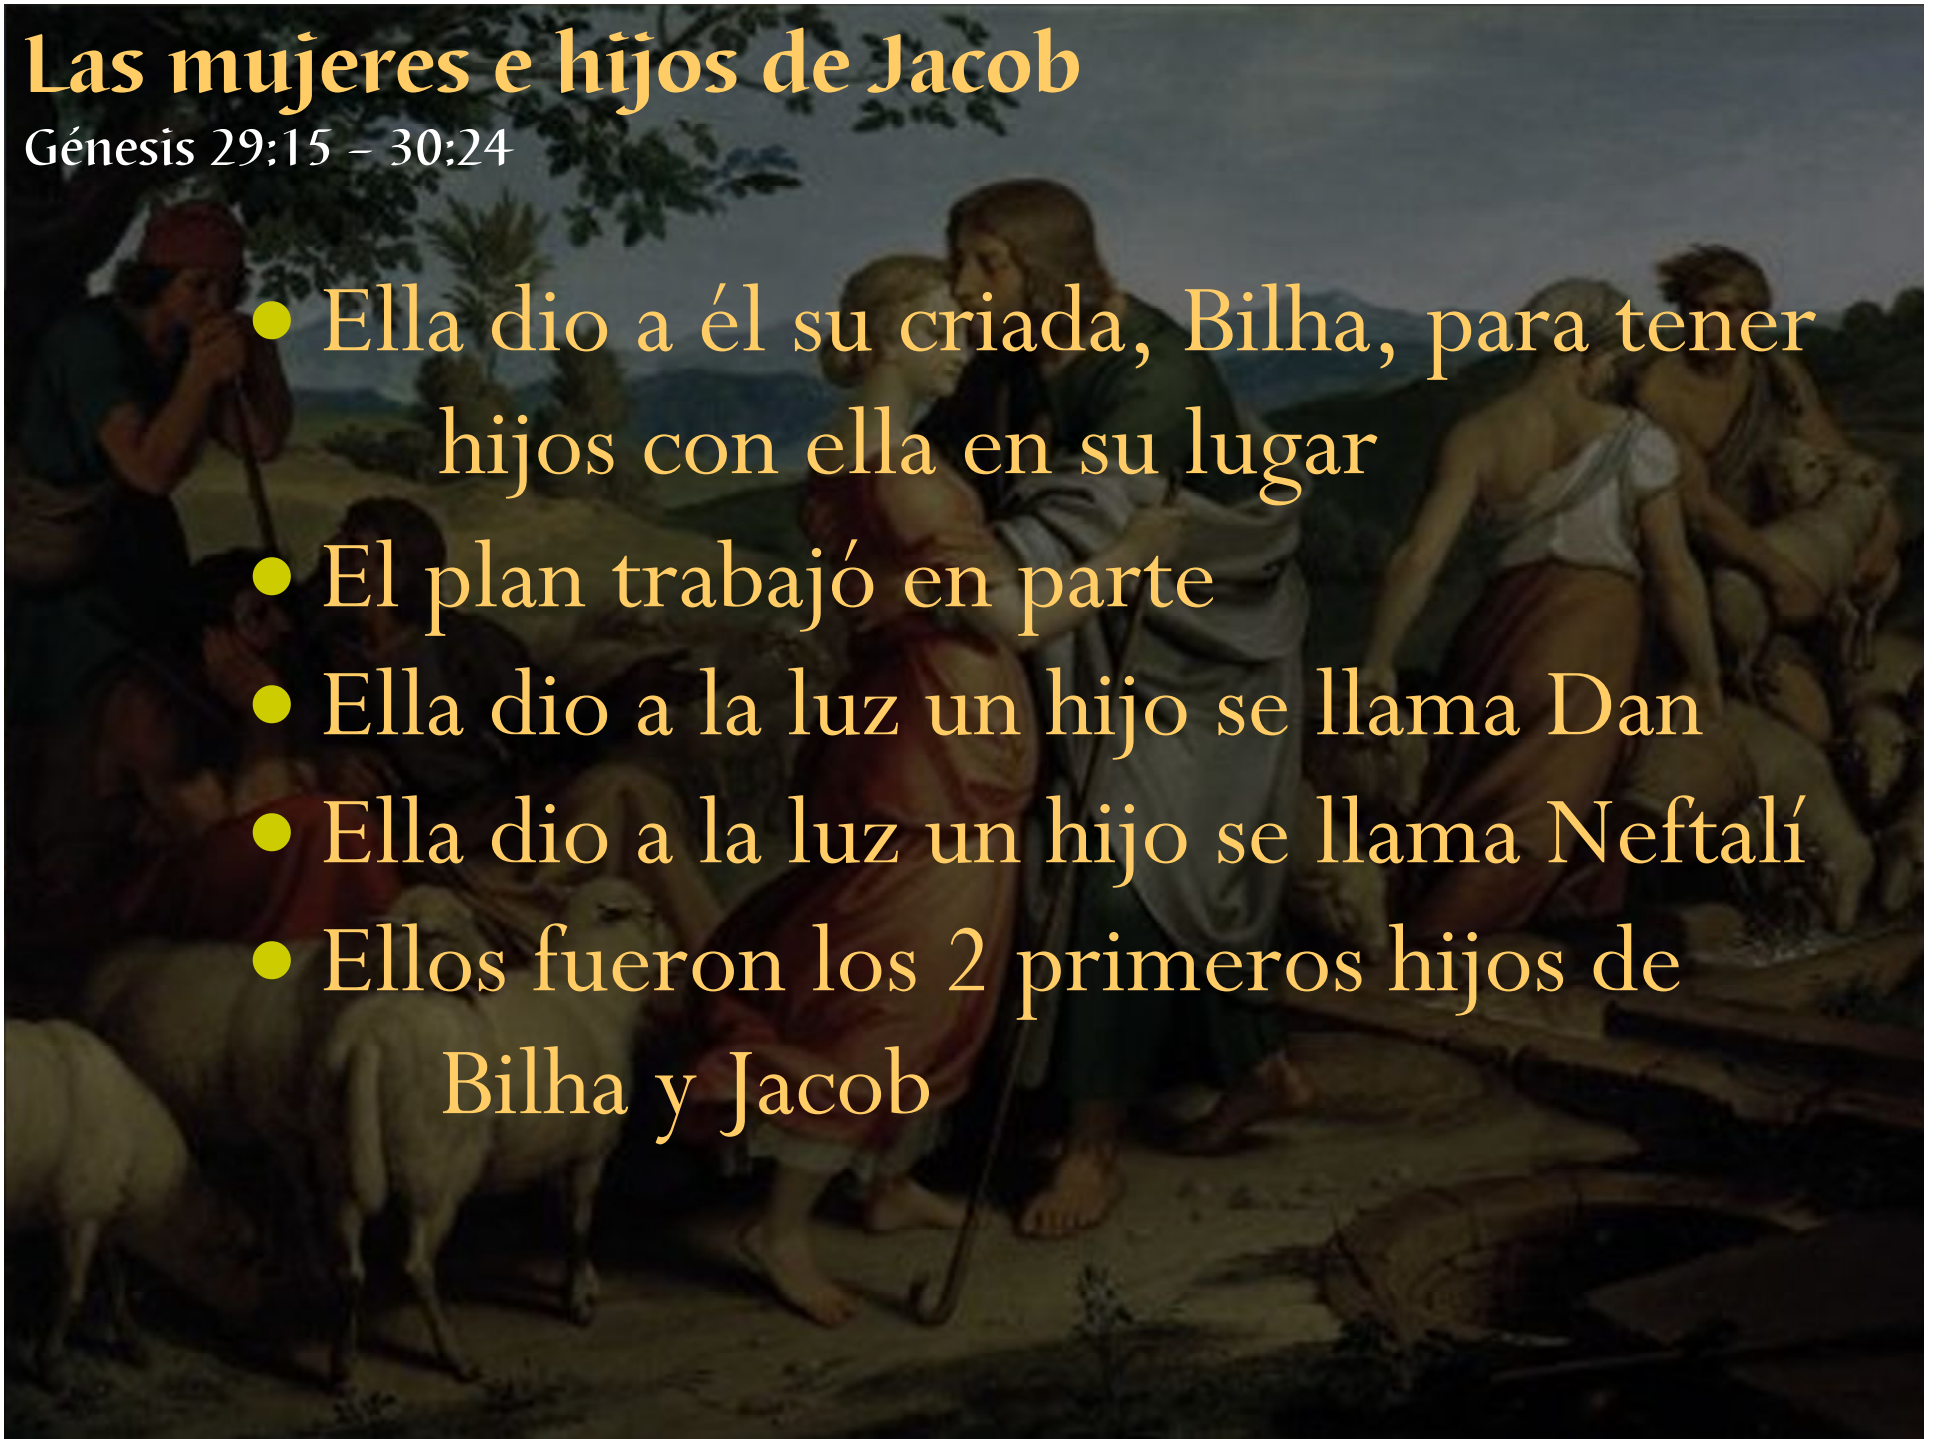 Las mujeres e hijos de Jacob
Génesis 29:15 – 30:24
• Ella dio a él su criada, Bilha, para tener
hijos con ella en su lugar
• El plan trabajó en parte
• Ella dio a la luz un hijo se llama Dan
• Ella dio a la luz un hijo se llama Neftalí
• Ellos fueron los 2 primeros hijos de
Bilha y Jacob